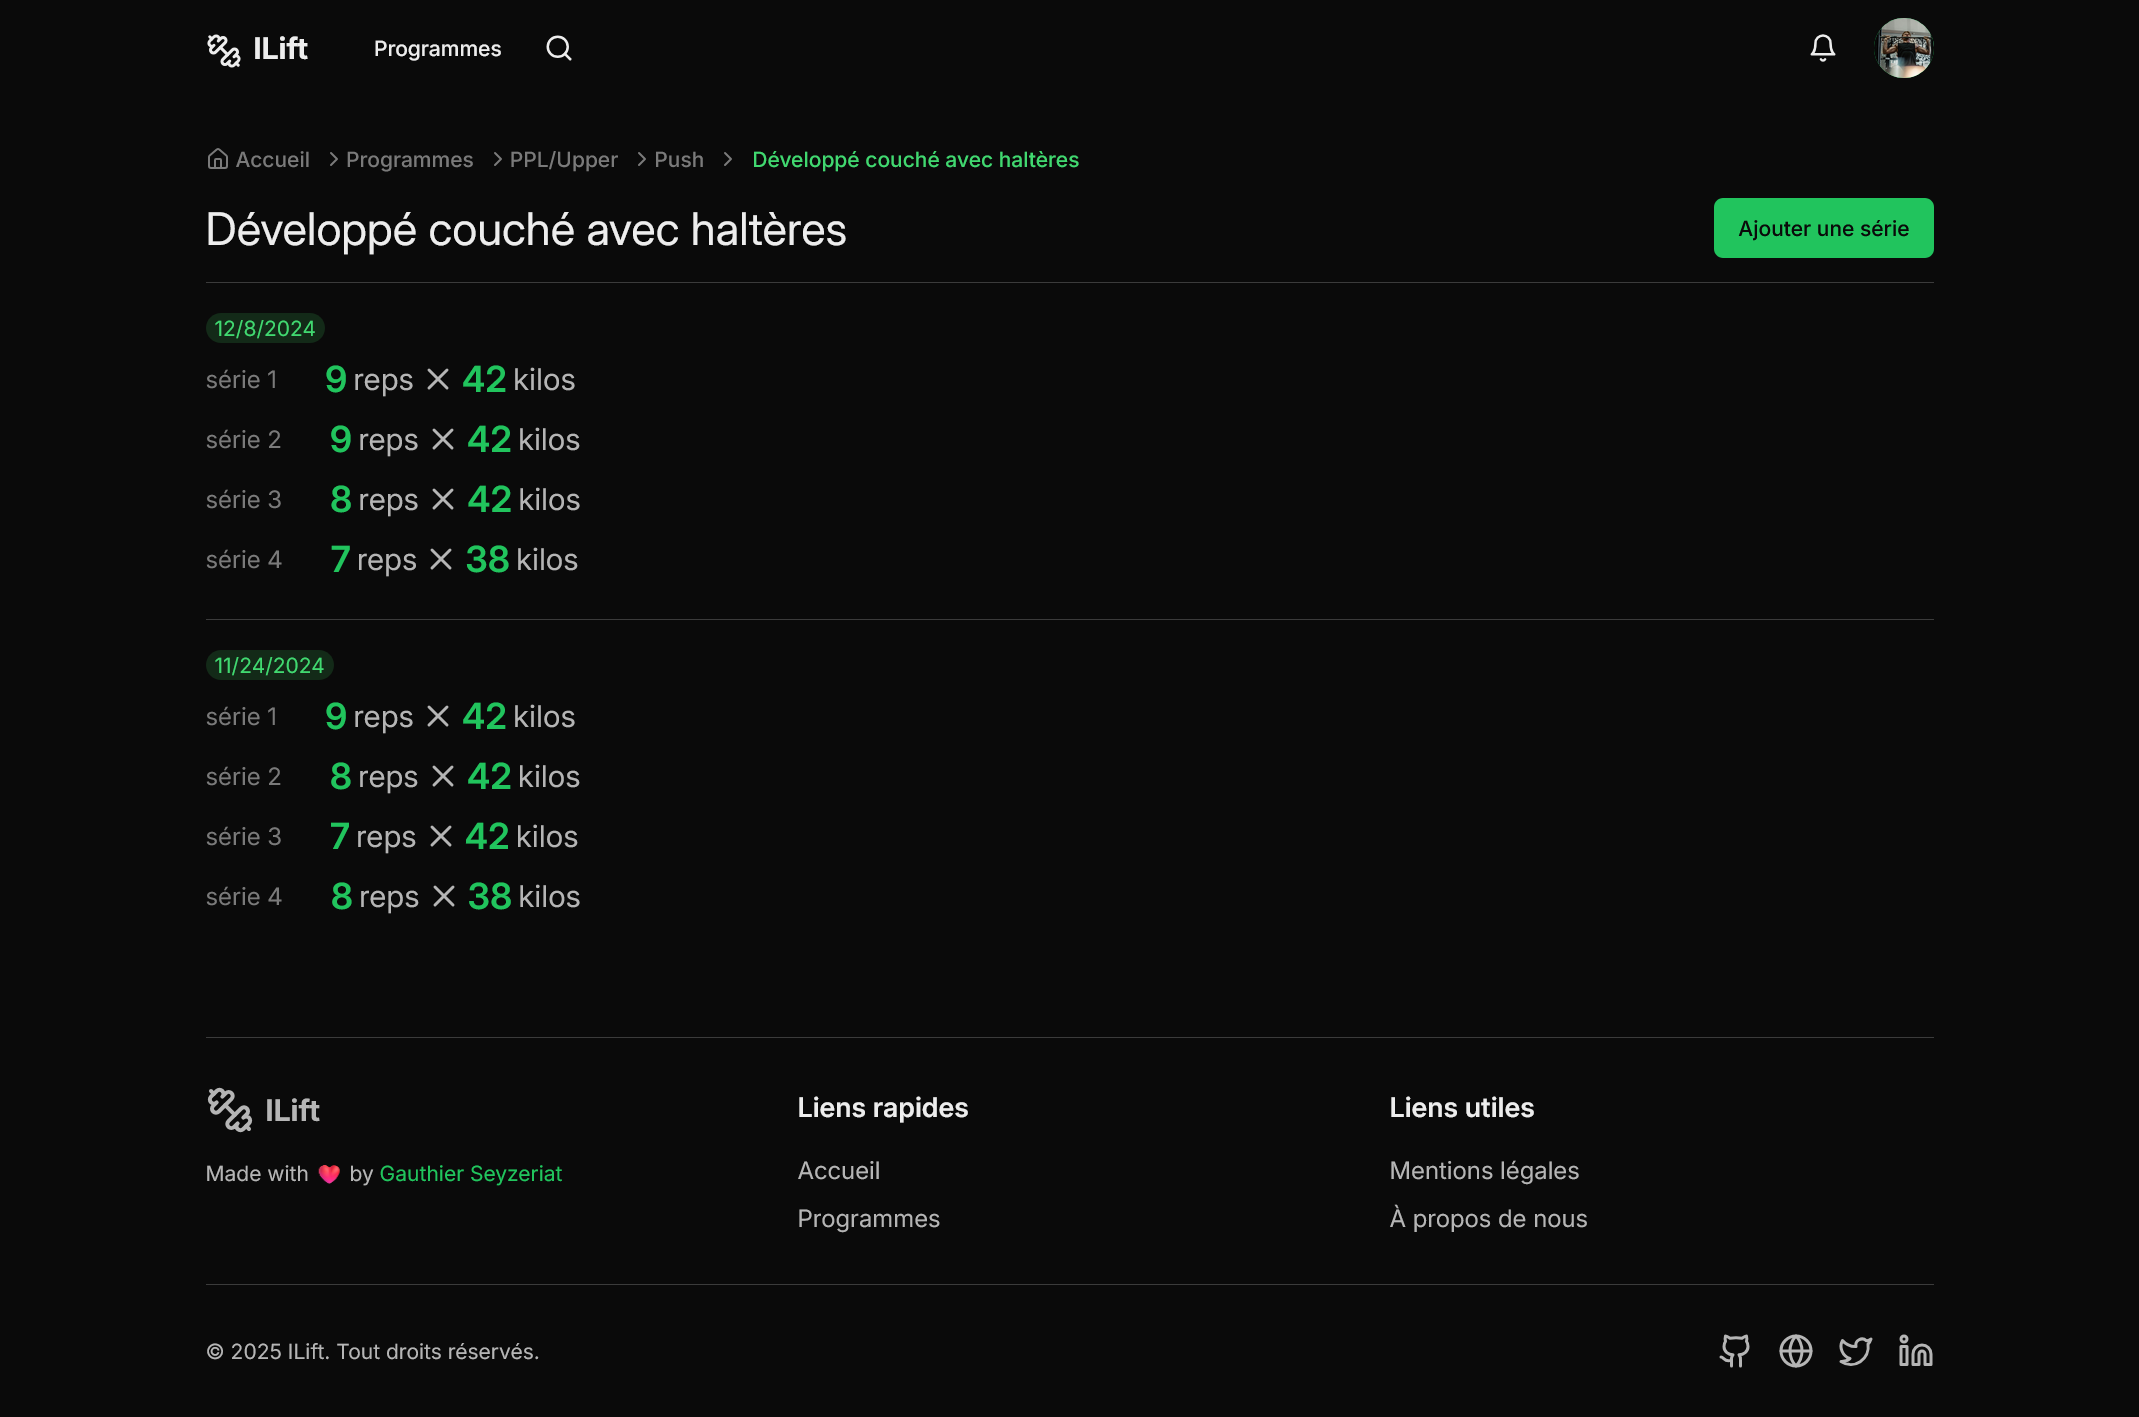 ILift
Programmes
Accueil > Programmes > PPL/Upper > Push > Développé couché avec haltères
Développé couché avec haltères
Ajouter une série
12/8/2024
série 1 9 reps × 42 kilos
série 2 9 reps × 42 kilos
série 3 8 reps × 42 kilos
série 4 7 reps × 38 kilos
11/24/2024
série 1 9 reps × 42 kilos
série 2 8 reps × 42 kilos
série 3 7 reps × 42 kilos
série 4 8 reps × 38 kilos
ILift
Made with ❤️ by Gauthier Seyzeriat
Liens rapides
Accueil
Programmes
Liens utiles
Mentions légales
À propos de nous
© 2025 ILift. Tout droits réservés.